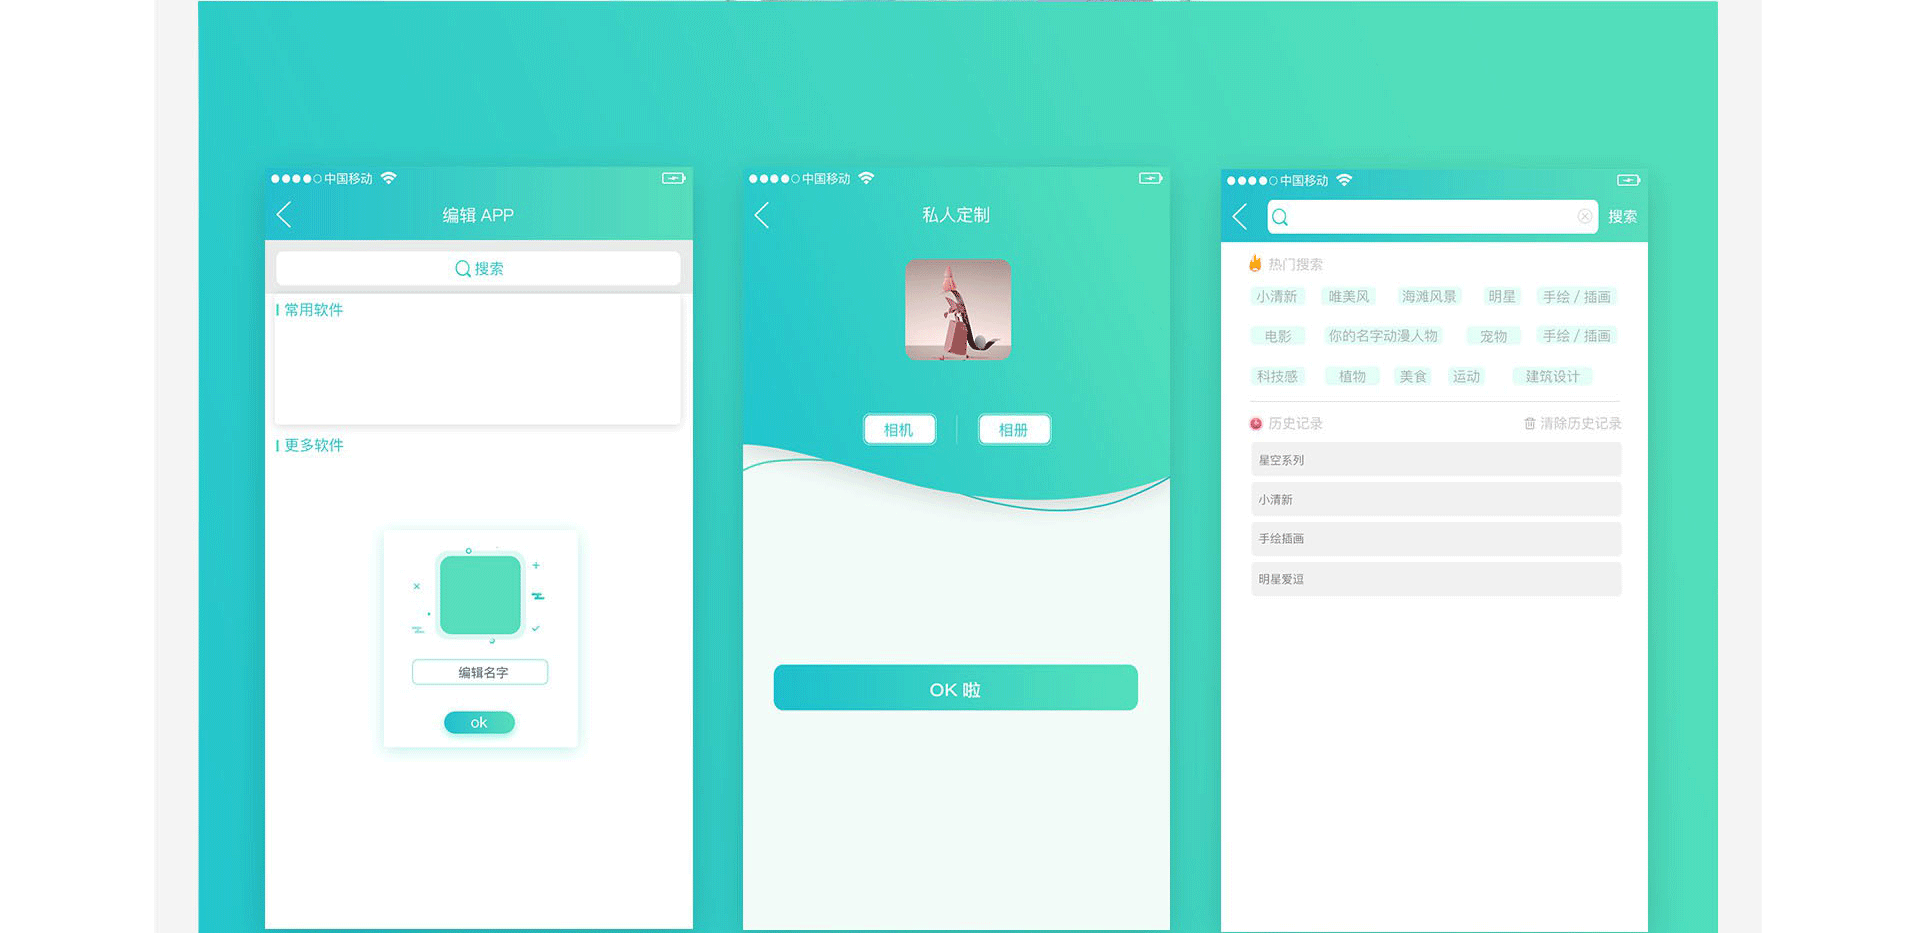 中国移动
编辑 APP
搜索
常用软件
更多软件
编辑名字
ok
中国移动
私人定制
相机
相册
OK 啦
中国移动
搜索
热门搜索
小清新 唯美风 海滩风景 明星 手绘 / 插画
电影 你的名字动漫人物 宠物 手绘 / 插画
科技感 植物 美食 运动 建筑设计
历史记录 清除历史记录
星空系列
小清新
手绘插画
明星爱逗